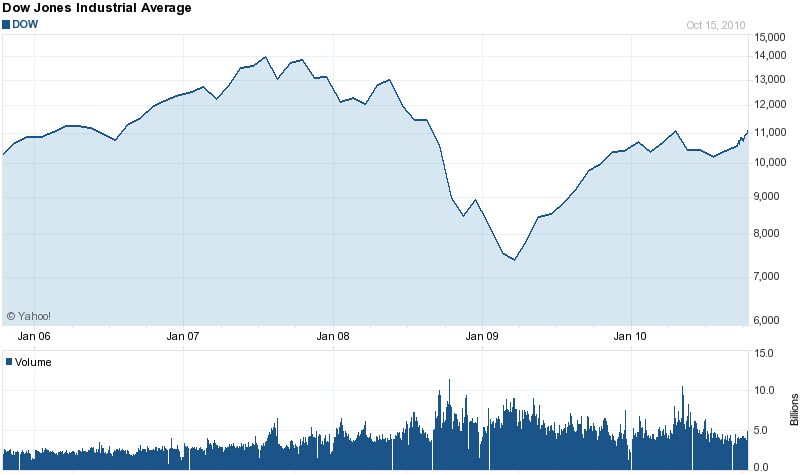 Dow Jones Industrial Average
DOW
Oct 15, 2010
15,000
14,000
13,000
12,000
11,000
10,000
9,000
8,000
7,000
6,000
© Yahoo!
Jan 06 Jan 07 Jan 08 Jan 09 Jan 10
Volume
15.0
10.0
5.0
0.0
Billions